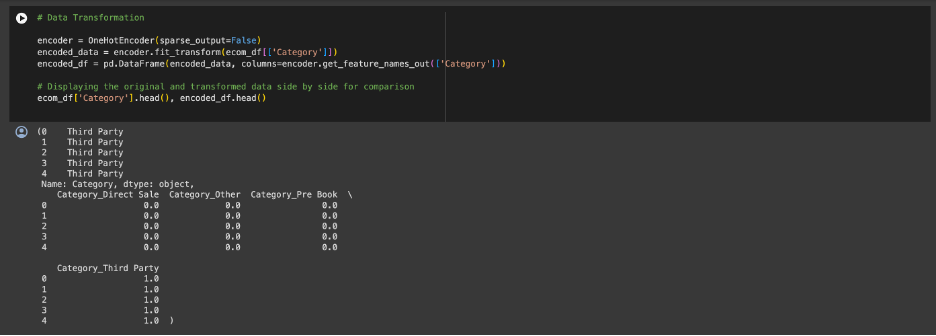 # Data Transformation
encoder = OneHotEncoder(sparse_output=False)
encoded_data = encoder.fit_transform(ecom_df[['Category']])
encoded_df = pd.DataFrame(encoded_data, columns=encoder.get_feature_names_out(['Category']))
# Displaying the original and transformed data side by side for comparison
ecom_df['Category'].head(), encoded_df.head()
(0    Third Party
1    Third Party
2    Third Party
3    Third Party
4    Third Party
Name: Category, dtype: object,
Category_Direct Sale  Category_Other  Category_Pre Book  \
0                   0.0             0.0                0.0
1                   0.0             0.0                0.0
2                   0.0             0.0                0.0
3                   0.0             0.0                0.0
4                   0.0             0.0                0.0
Category_Third Party
0                   1.0
1                   1.0
2                   1.0
3                   1.0
4                   1.0  )